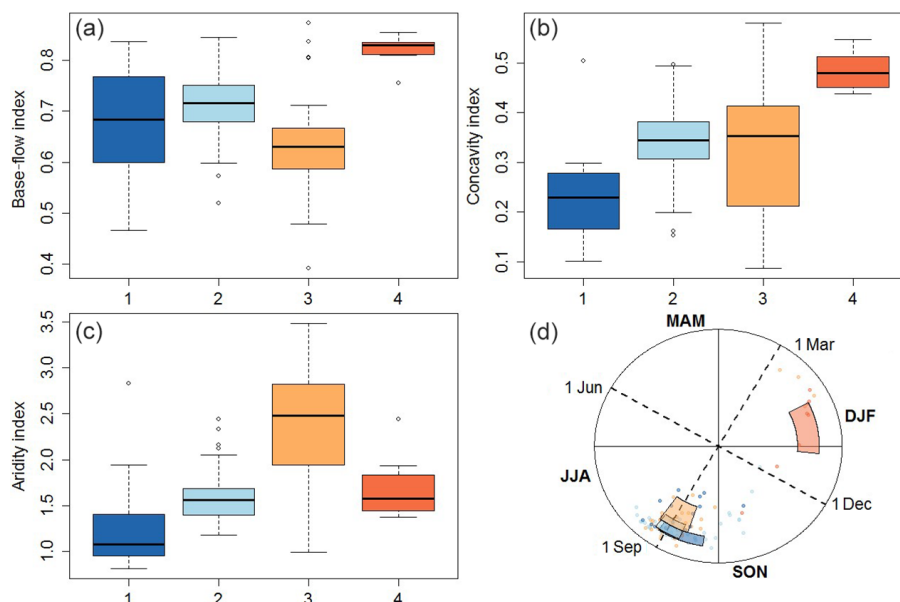 (a)
Base-flow index
0.4
0.5
0.6
0.7
0.8
1 2 3 4
(b)
Concavity index
0.1
0.2
0.3
0.4
0.5
1 2 3 4
(c)
Aridity index
1.0
1.5
2.0
2.5
3.0
3.5
1 2 3 4
(d)
MAM
1 Mar
1 Jun
DJF
JJA
1 Dec
1 Sep
SON